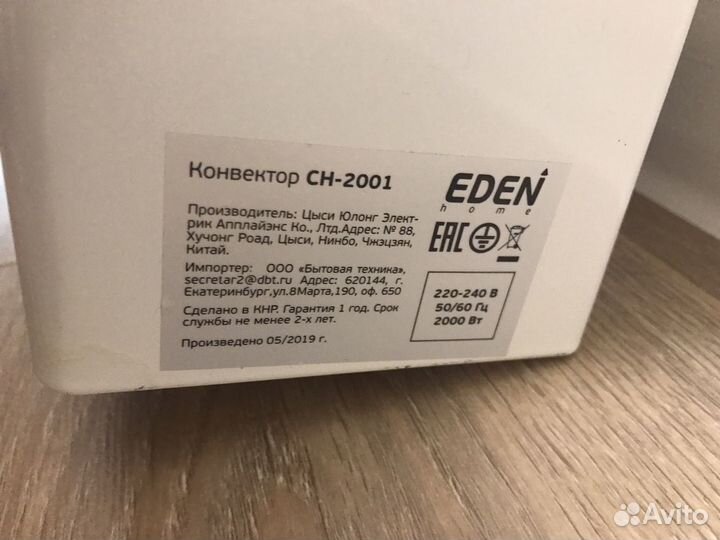 Конвектор CH-2001
Производитель: Цыси Юлонг Элект-
рик Апплайэнс Ко., Лтд.Адрес: № 88,
Хучонг Роад, Цыси, Нинбо, Чжэцзян,
Китай.
Импортер: ООО «Бытовая техника»,
secretar2@dbt.ru Адрес: 620144, г.
Екатеринбург,ул.8Марта,190, оф. 650
Сделано в КНР. Гарантия 1 год. Срок
службы не менее 2-х лет.
Произведено 05/2019 г.
EDEN
home
EAC
220-240 В
50/60 Гц
2000 Вт
Avito